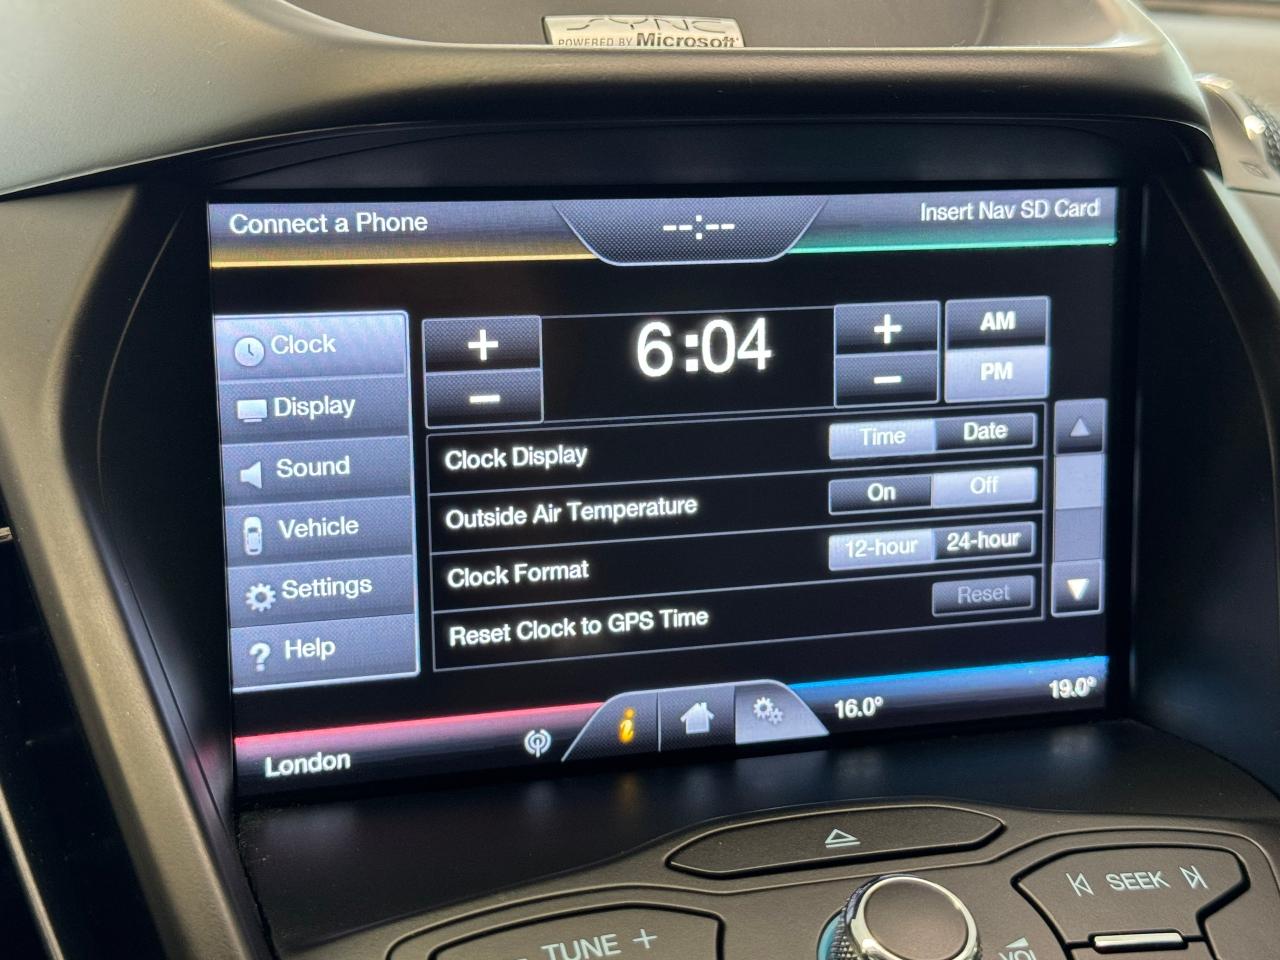 SYNC
POWERED BY Microsoft
Connect a Phone
--:--
Insert Nav SD Card
Clock
Display
Sound
Vehicle
Settings
Help
+
-
6:04
+
-
AM
PM
Clock Display
Time
Date
Outside Air Temperature
On
Off
Clock Format
12-hour
24-hour
Reset Clock to GPS Time
Reset
London
i
16.0°
19.0°
SEEK
TUNE +
VOL